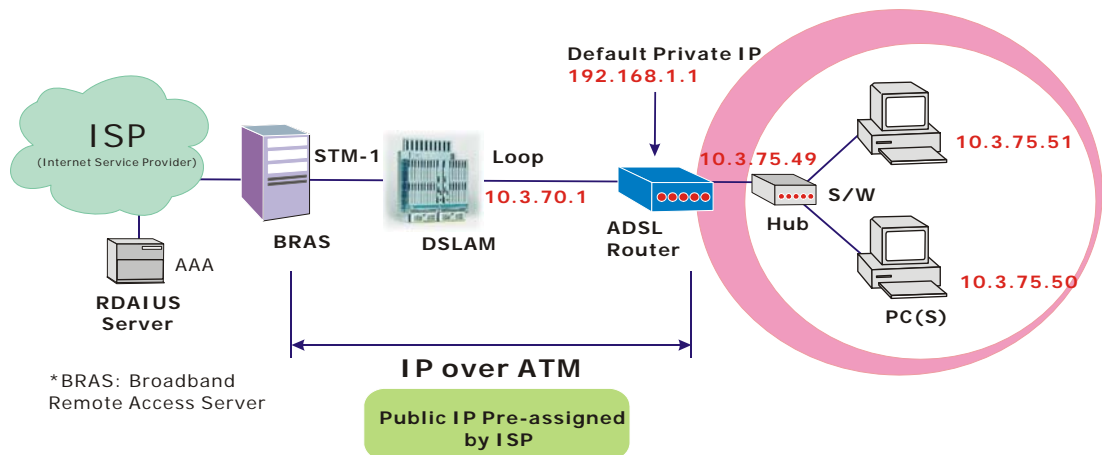 Default Private IP
192.168.1.1
ISP
(Internet Service Provider)
STM-1
Loop
10.3.70.1
10.3.75.49
10.3.75.51
S/W
Hub
BRAS
DSLAM
ADSL
Router
AAA
RDAIUS
Server
10.3.75.50
PC(S)
IP over ATM
*BRAS: Broadband
Remote Access Server
Public IP Pre-assigned
by ISP